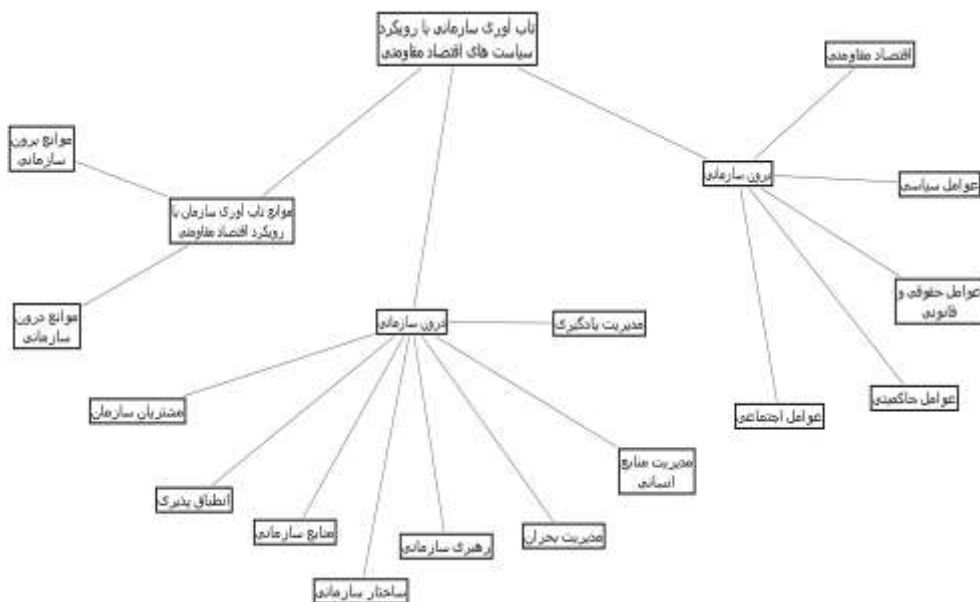 تاب آوری سازمانی با رویکرد
سیاست های اقتصاد مقاومتی
اقتصاد مقاومتی
موانع برون
سازمانی
برون سازمانی
عوامل سیاسی
موانع تاب آوری سازمان با
رویکرد اقتصاد مقاومتی
عوامل حقوقی و
قانونی
موانع درون
سازمانی
درون سازمانی
مدیریت یادگیری
مشتریان سازمان
عوامل حاکمیتی
عوامل اجتماعی
مدیریت منابع
انسانی
انطباق پذیری
منابع سازمانی
مدیریت بحران
رهبری سازمانی
ساختار سازمانی